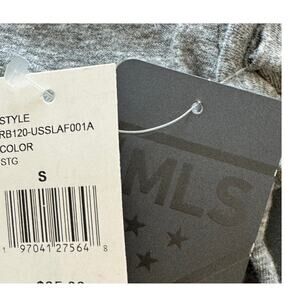 STYLE
RB120-USSLAF001A
COLOR
STG
S
1 97041 27564 8
MLS